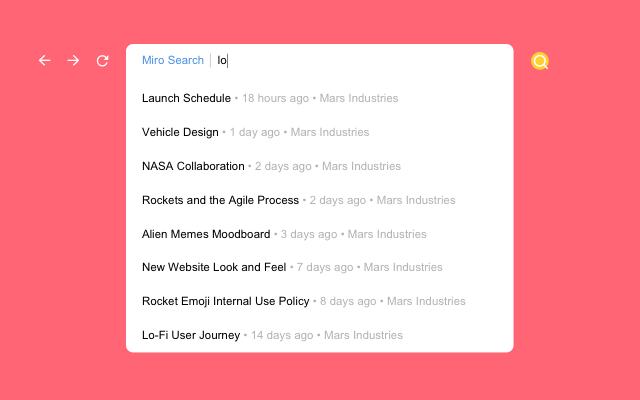 Miro Search | lo
Launch Schedule • 18 hours ago • Mars Industries
Vehicle Design • 1 day ago • Mars Industries
NASA Collaboration • 2 days ago • Mars Industries
Rockets and the Agile Process • 2 days ago • Mars Industries
Alien Memes Moodboard • 3 days ago • Mars Industries
New Website Look and Feel • 7 days ago • Mars Industries
Rocket Emoji Internal Use Policy • 8 days ago • Mars Industries
Lo-Fi User Journey • 14 days ago • Mars Industries